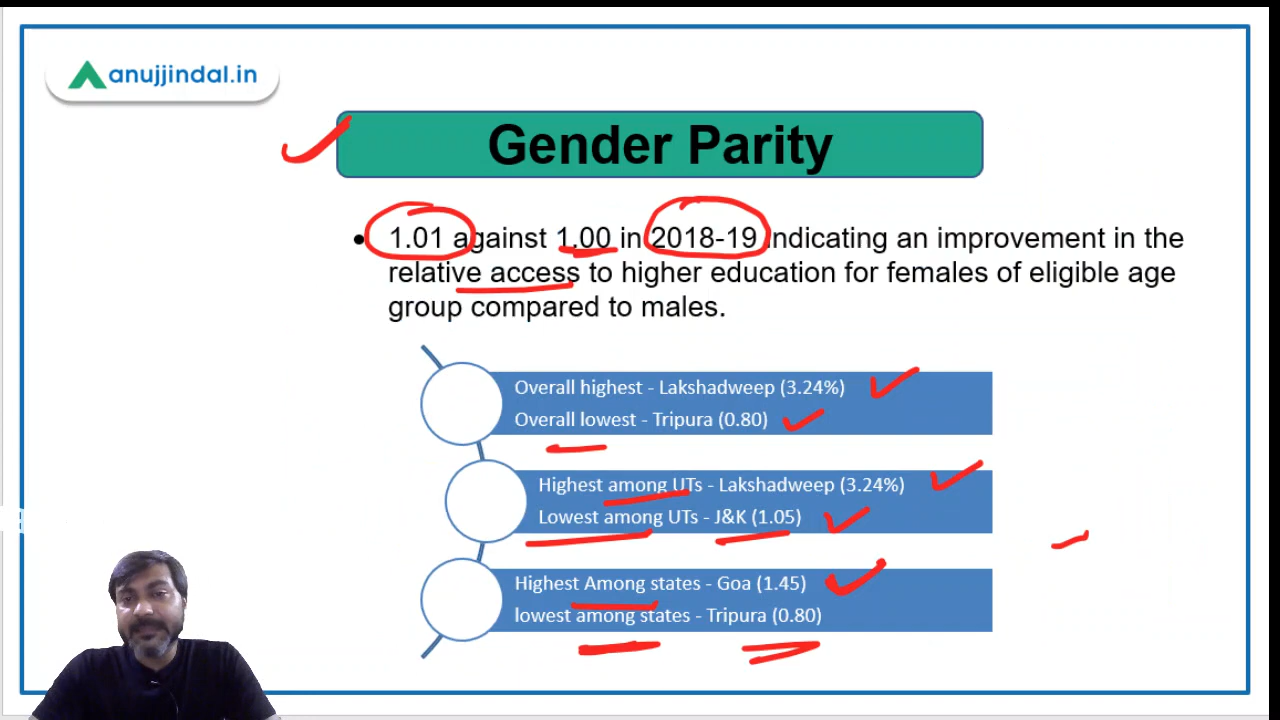 anujjindal.in
Gender Parity
• 1.01 against 1.00 in 2018-19 indicating an improvement in the
relative access to higher education for females of eligible age
group compared to males.
Overall highest - Lakshadweep (3.24%)
Overall lowest - Tripura (0.80)
Highest among UTs - Lakshadweep (3.24%)
Lowest among UTs - J&K (1.05)
Highest Among states - Goa (1.45)
lowest among states - Tripura (0.80)